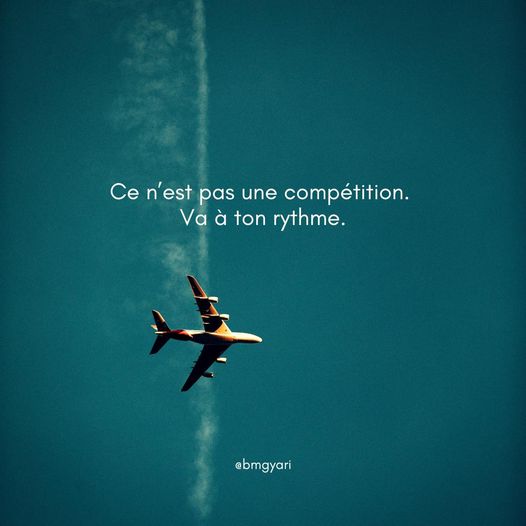 Ce n’est pas une compétition.
Va à ton rythme.
@bmgyari